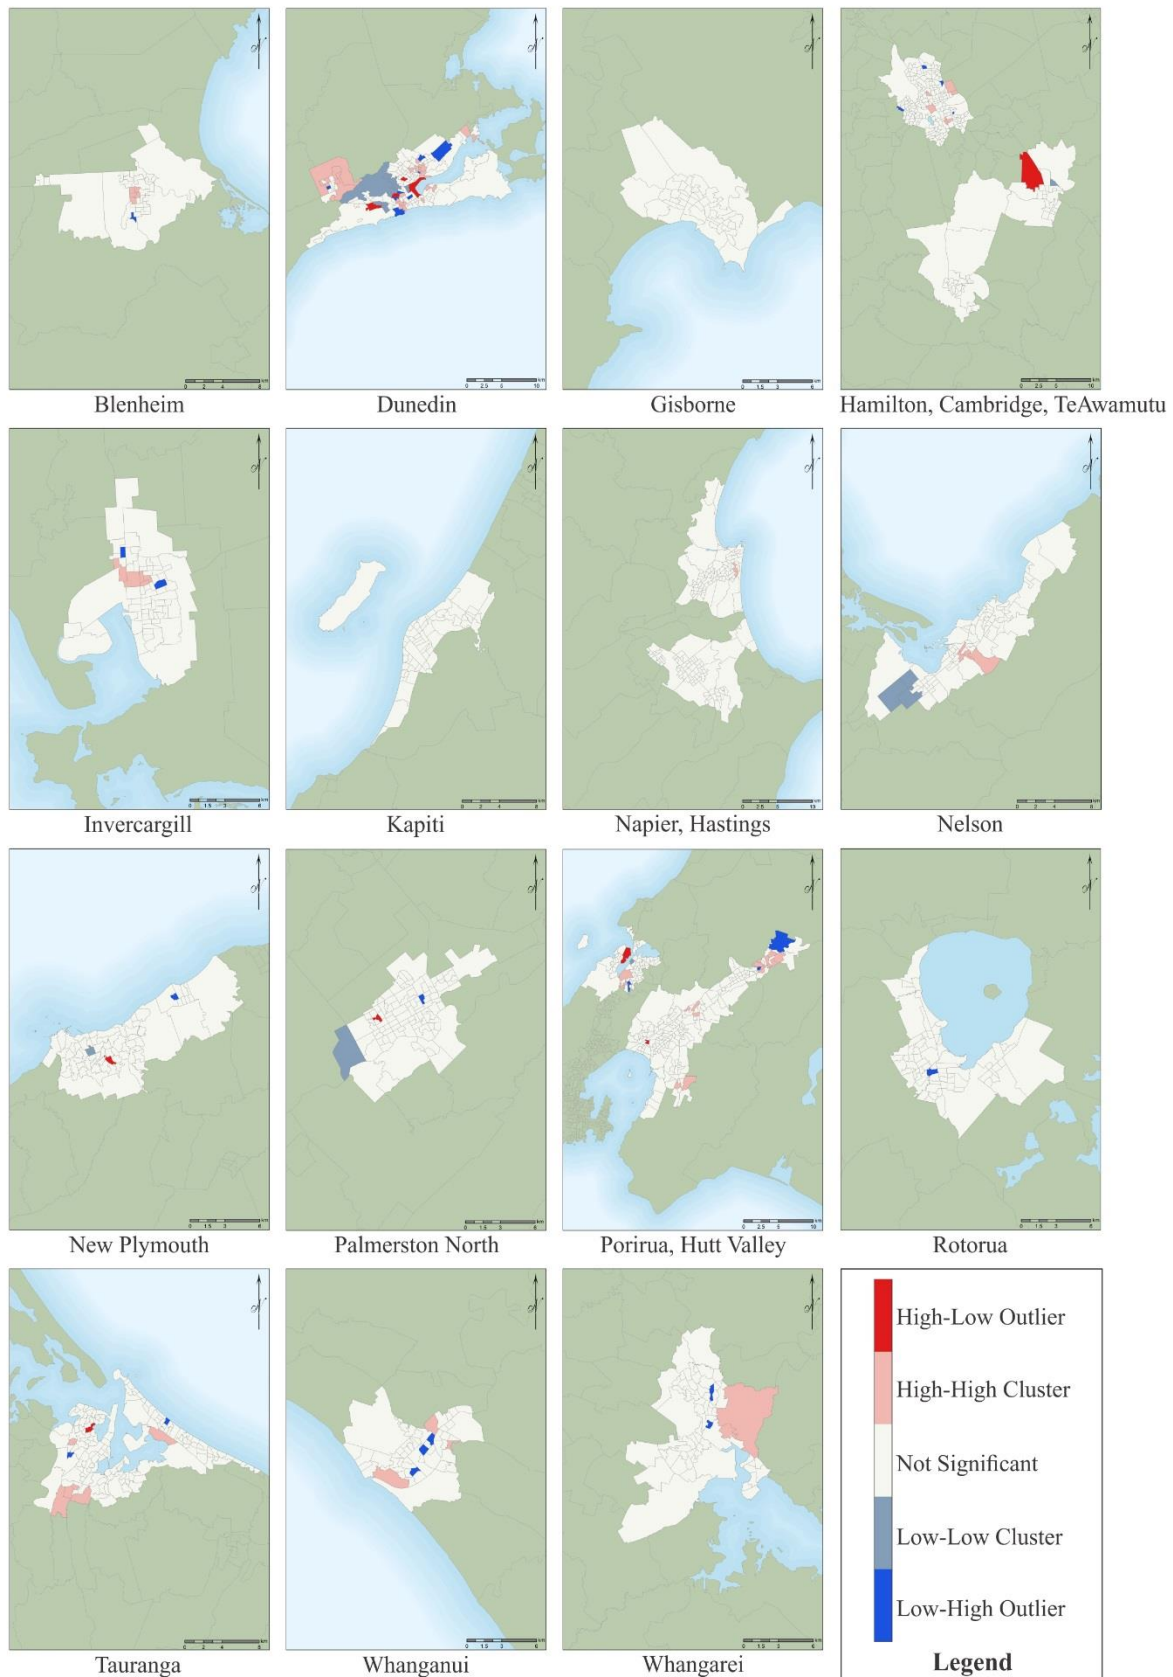 Blenheim
Dunedin
Gisborne
Hamilton, Cambridge, TeAwamutu
Invercargill
Kapiti
Napier, Hastings
Nelson
New Plymouth
Palmerston North
Porirua, Hutt Valley
Rotorua
Tauranga
Whanganui
Whangarei
High-Low Outlier
High-High Cluster
Not Significant
Low-Low Cluster
Low-High Outlier
Legend